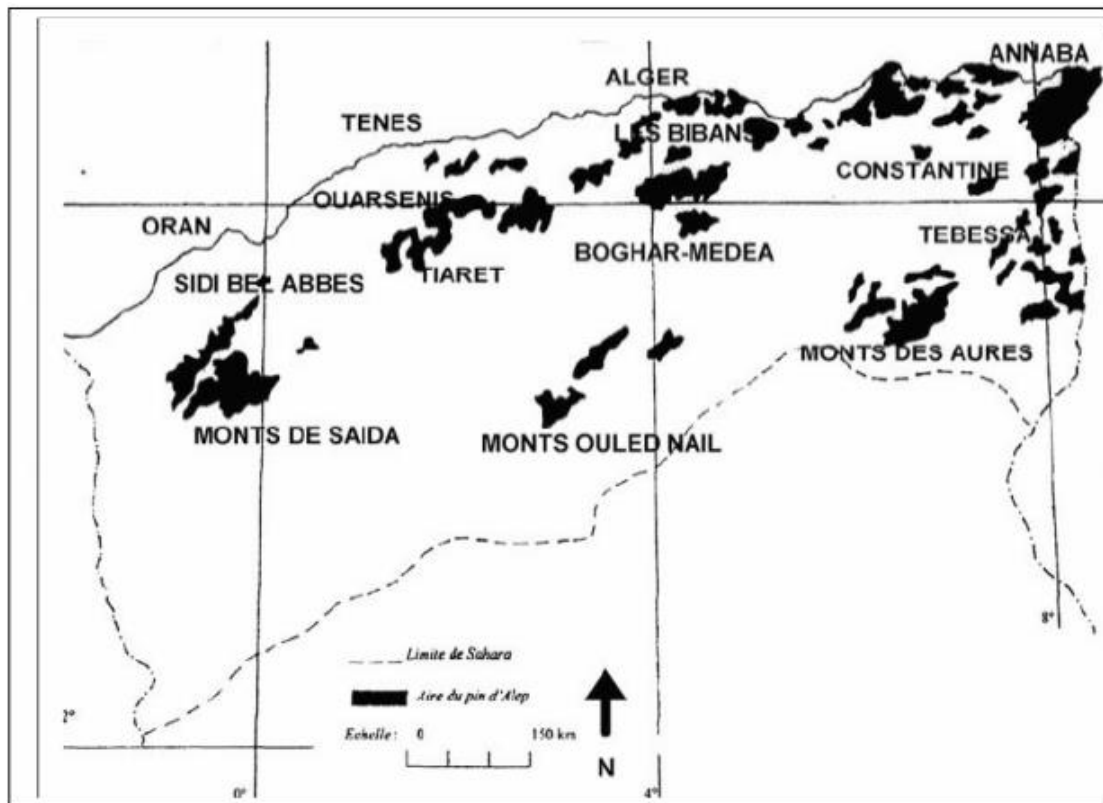 ANNABA
ALGER
TENES
LES BIBANS
CONSTANTINE
OUARSENIS
ORAN
TEBESSA
BOGHAR-MEDEA
TIARET
SIDI BEL ABBES
MONTS DES AURES
MONTS DE SAIDA
MONTS OULED NAIL
8°
Limite de Sahara
Aire du pin d'Alep
2°
Echelle: 0 150 km
N
0°
4°